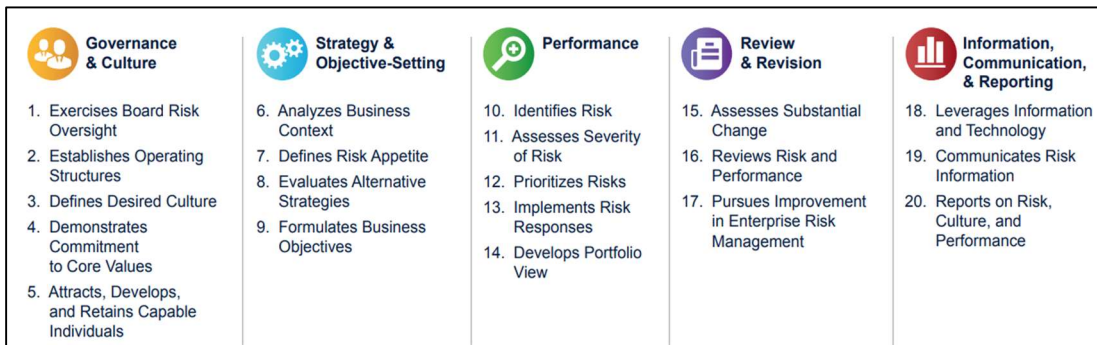 Governance
& Culture
1. Exercises Board Risk
Oversight
2. Establishes Operating
Structures
3. Defines Desired Culture
4. Demonstrates
Commitment
to Core Values
5. Attracts, Develops,
and Retains Capable
Individuals
Strategy &
Objective-Setting
6. Analyzes Business
Context
7. Defines Risk Appetite
8. Evaluates Alternative
Strategies
9. Formulates Business
Objectives
Performance
10. Identifies Risk
11. Assesses Severity
of Risk
12. Prioritizes Risks
13. Implements Risk
Responses
14. Develops Portfolio
View
Review
& Revision
15. Assesses Substantial
Change
16. Reviews Risk and
Performance
17. Pursues Improvement
in Enterprise Risk
Management
Information,
Communication,
& Reporting
18. Leverages Information
and Technology
19. Communicates Risk
Information
20. Reports on Risk,
Culture, and
Performance